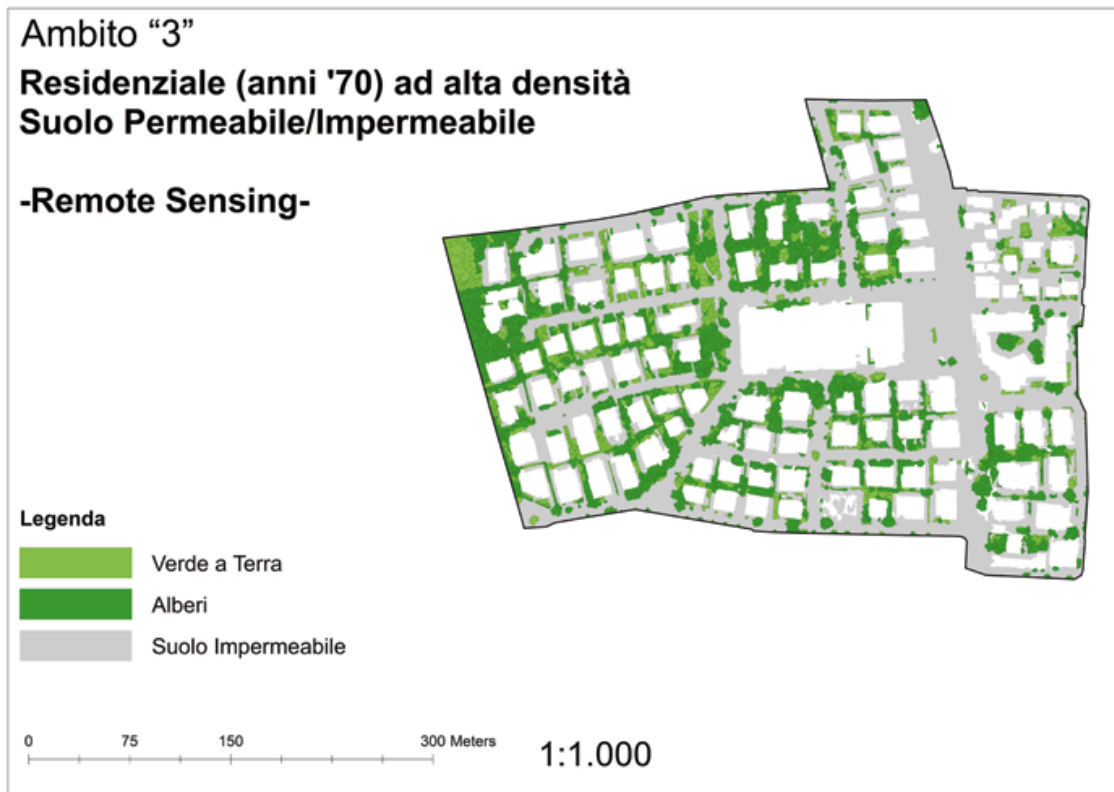 Ambito “3”
Residenziale (anni '70) ad alta densità
Suolo Permeabile/Impermeabile
-Remote Sensing-
Legenda
Verde a Terra
Alberi
Suolo Impermeabile
0 75 150 300 Meters
1:1.000